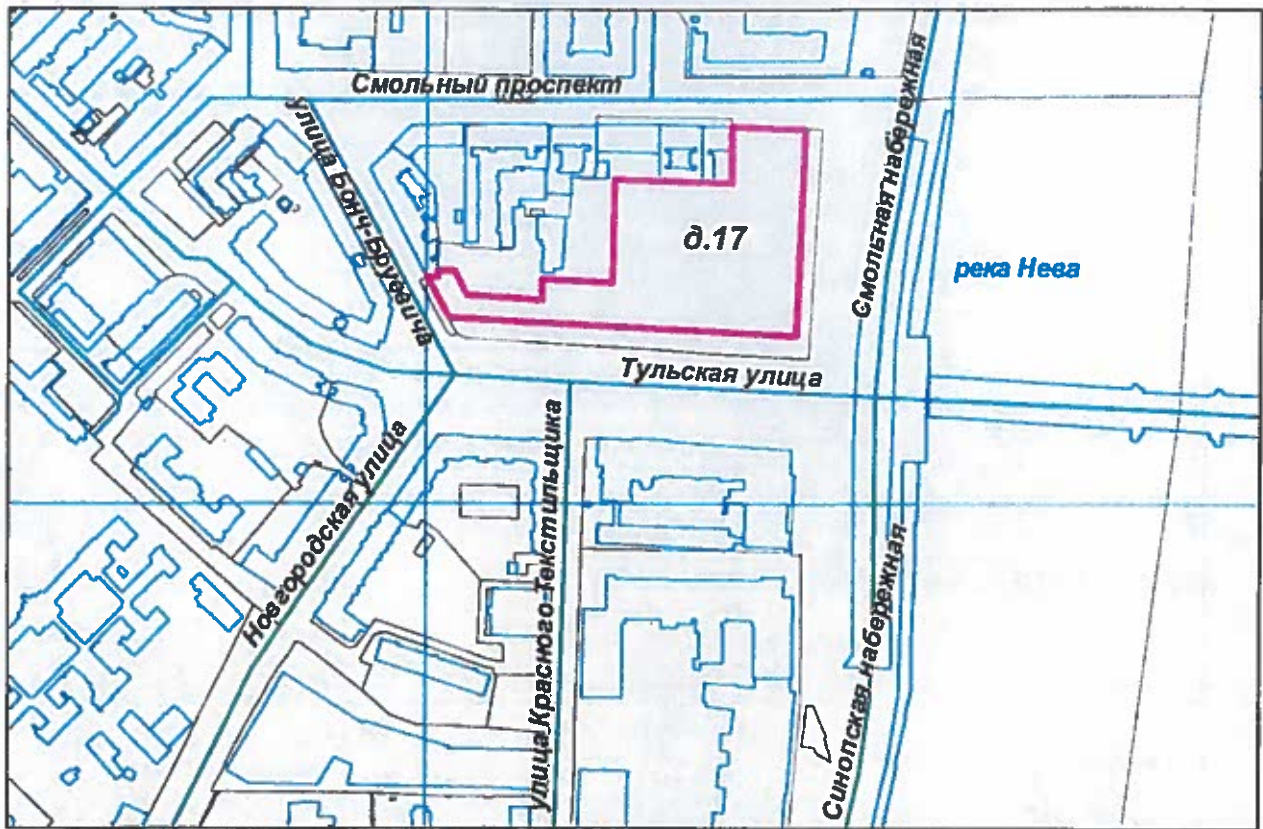 Смольный проспект
улица Бонч-Бруевича
Смольная набережная
д.17
река Нева
Тульская улица
Новгородская улица
улица Красного Текстильщика
Синопская набережная